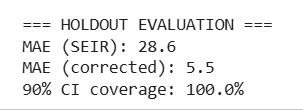 === HOLDOUT EVALUATION ===
MAE (SEIR): 28.6
MAE (corrected): 5.5
90% CI coverage: 100.0%